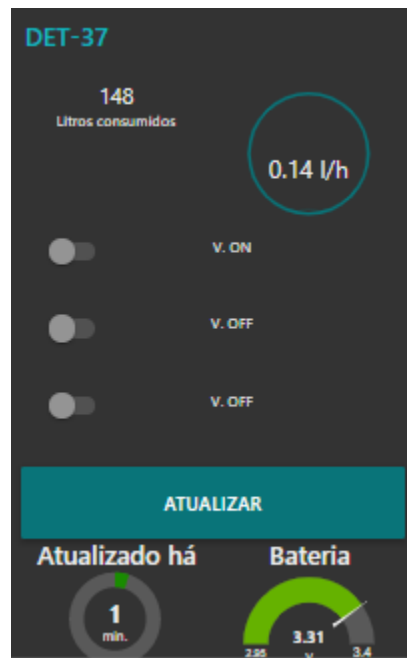 DET-37
148
Litros consumidos
0.14 l/h
V. ON
V. OFF
V. OFF
ATUALIZAR
Atualizado há
Bateria
1
min.
3.31
2.95
V
3.4